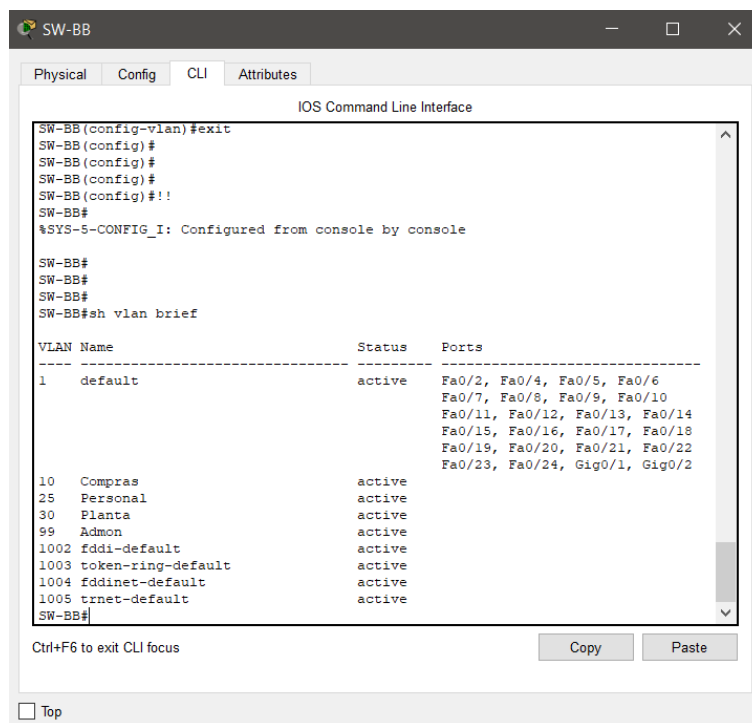 SW-BB
Physical Config CLI Attributes
IOS Command Line Interface
SW-BB(config-vlan)#exit
SW-BB(config)#
SW-BB(config)#
SW-BB(config)#
SW-BB(config)#!!
SW-BB#
%SYS-5-CONFIG_I: Configured from console by console
SW-BB#
SW-BB#
SW-BB#
SW-BB#sh vlan brief
VLAN Name                             Status    Ports
---- -------------------------------- --------- -------------------------------
1    default                          active    Fa0/2, Fa0/4, Fa0/5, Fa0/6
                                                Fa0/7, Fa0/8, Fa0/9, Fa0/10
                                                Fa0/11, Fa0/12, Fa0/13, Fa0/14
                                                Fa0/15, Fa0/16, Fa0/17, Fa0/18
                                                Fa0/19, Fa0/20, Fa0/21, Fa0/22
                                                Fa0/23, Fa0/24, Gig0/1, Gig0/2
10   Compras                          active
25   Personal                         active
30   Planta                           active
99   Admon                            active
1002 fddi-default                     active
1003 token-ring-default               active
1004 fddinet-default                  active
1005 trnet-default                    active
SW-BB#
Ctrl+F6 to exit CLI focus Copy Paste
Top